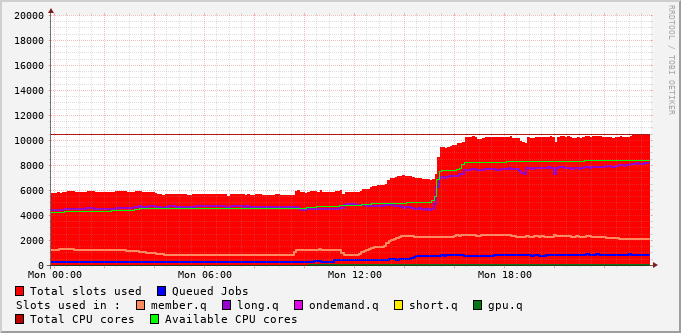 20000
18000
16000
14000
12000
10000
8000
6000
4000
2000
0
Mon 00:00 Mon 06:00 Mon 12:00 Mon 18:00
RRDTOOL / TOBI OETIKER
Total slots used Queued Jobs
Slots used in : member.q long.q ondemand.q short.q gpu.q
Total CPU cores Available CPU cores